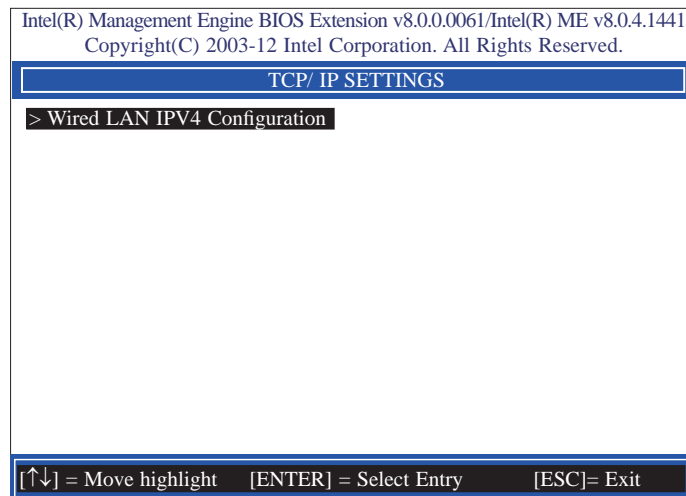 Intel(R) Management Engine BIOS Extension v8.0.0.0061/Intel(R) ME v8.0.4.1441
Copyright(C) 2003-12 Intel Corporation. All Rights Reserved.
TCP/ IP SETTINGS
> Wired LAN IPV4 Configuration
[↑↓] = Move highlight [ENTER] = Select Entry [ESC]= Exit